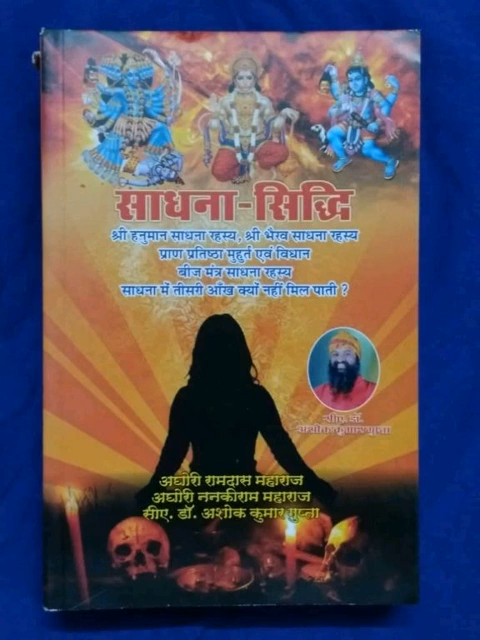 साधना-सिद्धि
श्री हनुमान साधना रहस्य, श्री भैरव साधना रहस्य
प्राण प्रतिष्ठा मुहुर्त एवं विधान
बीज मंत्र साधना रहस्य
साधना में तीसरी आँख क्यों नहीं मिल पाती ?
सीए. डॉ.
अशोक कुमार गुप्ता
अघोरी रामदास महाराज
अघोरी ननकीराम महाराज
सीए. डॉ. अशोक कुमार गुप्ता